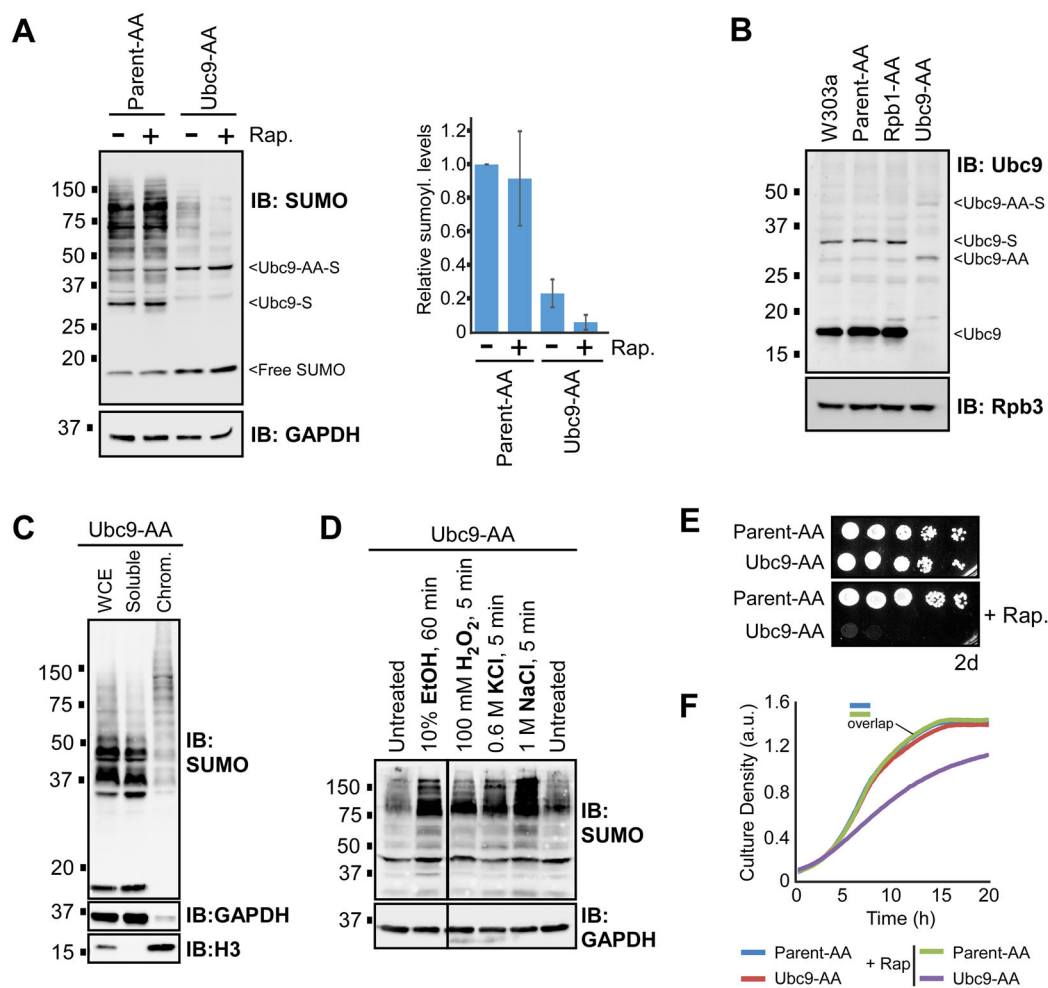 A
Parent-AA
Ubc9-AA
- + - + Rap.
150
75
50
37
25
20
IB: SUMO
<Ubc9-AA-S
<Ubc9-S
<Free SUMO
37
IB: GAPDH
Relative sumoyl. levels
1.2
1.0
0.8
0.6
0.4
0.2
0
- + - + Rap.
Parent-AA
Ubc9-AA
B
W303a
Parent-AA
Rpb1-AA
Ubc9-AA
IB: Ubc9
50
37
25
20
15
<Ubc9-AA-S
<Ubc9-S
<Ubc9-AA
<Ubc9
IB: Rpb3
C
Ubc9-AA
WCE
Soluble
Chrom.
150
75
50
37
20
IB:
SUMO
37
IB:GAPDH
15
IB:H3
D
Ubc9-AA
Untreated
10% EtOH, 60 min
100 mM H₂O₂, 5 min
0.6 M KCl, 5 min
1 M NaCl, 5 min
Untreated
150
75
50
37
IB:
SUMO
37
IB:
GAPDH
E
Parent-AA
Ubc9-AA
Parent-AA
Ubc9-AA
+ Rap.
2d
F
Culture Density (a.u.)
1.6
1.2
0.8
0.4
0
overlap
0 5 10 15 20
Time (h)
Parent-AA
Ubc9-AA
+ Rap
Parent-AA
Ubc9-AA